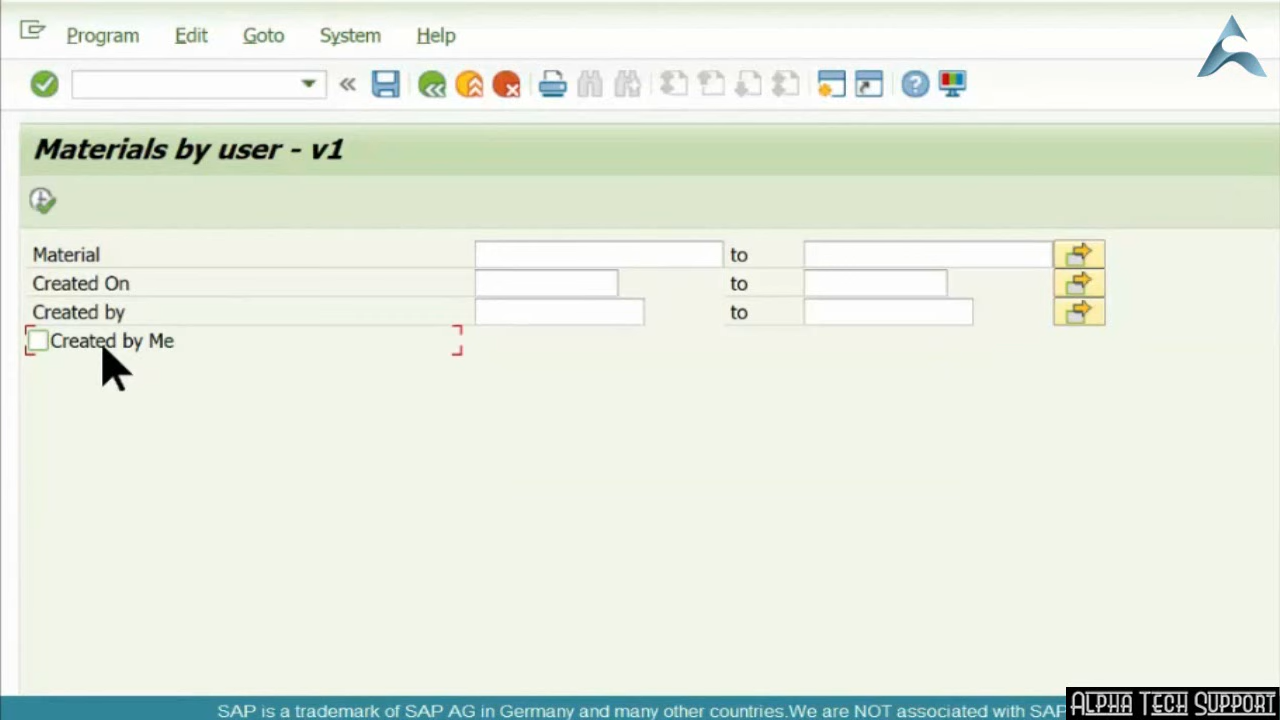 Program Edit Goto System Help
Materials by user - v1
Material to
Created On to
Created by to
Created by Me
SAP is a trademark of SAP AG in Germany and many other countries.We are NOT associated with SAP
ALPHA TECH SUPPORT